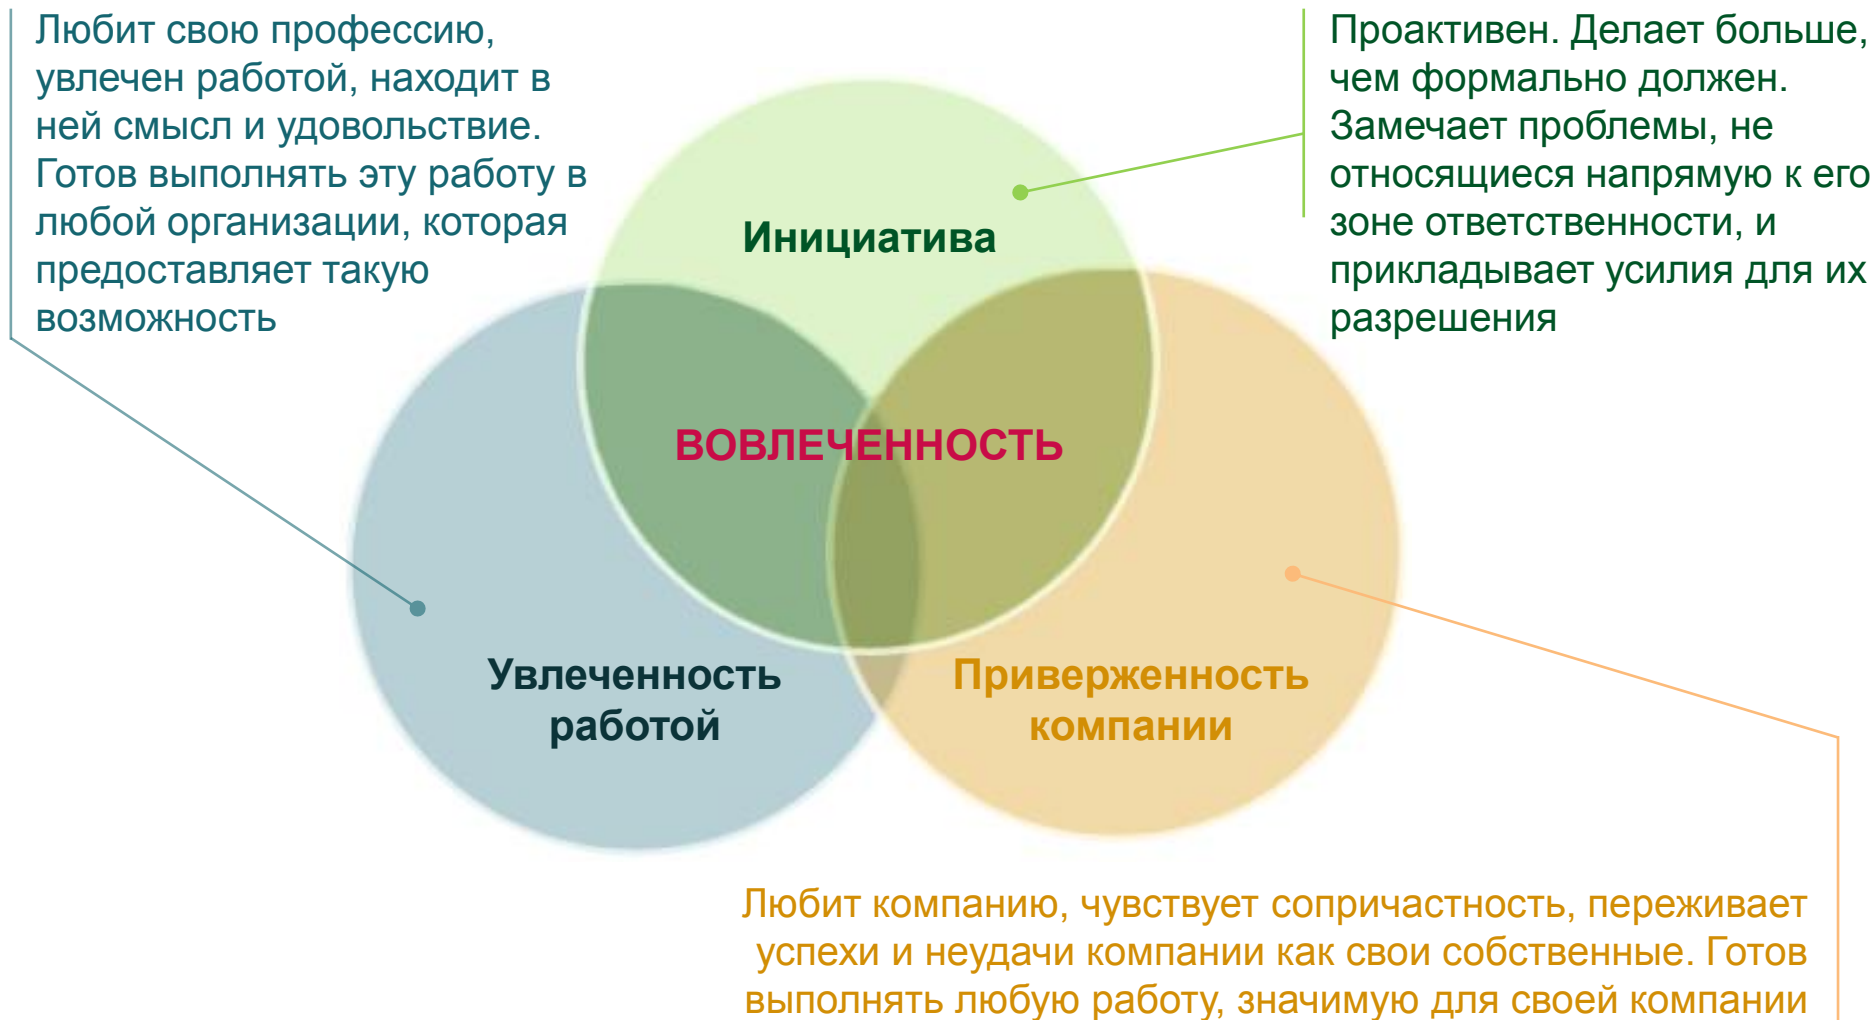 Любит свою профессию,
увлечен работой, находит в
ней смысл и удовольствие.
Готов выполнять эту работу в
любой организации, которая
предоставляет такую
возможность
Проактивен. Делает больше,
чем формально должен.
Замечает проблемы, не
относящиеся напрямую к его
зоне ответственности, и
прикладывает усилия для их
разрешения
Инициатива
ВОВЛЕЧЕННОСТЬ
Увлеченность
работой
Приверженность
компании
Любит компанию, чувствует сопричастность, переживает
успехи и неудачи компании как свои собственные. Готов
выполнять любую работу, значимую для своей компании